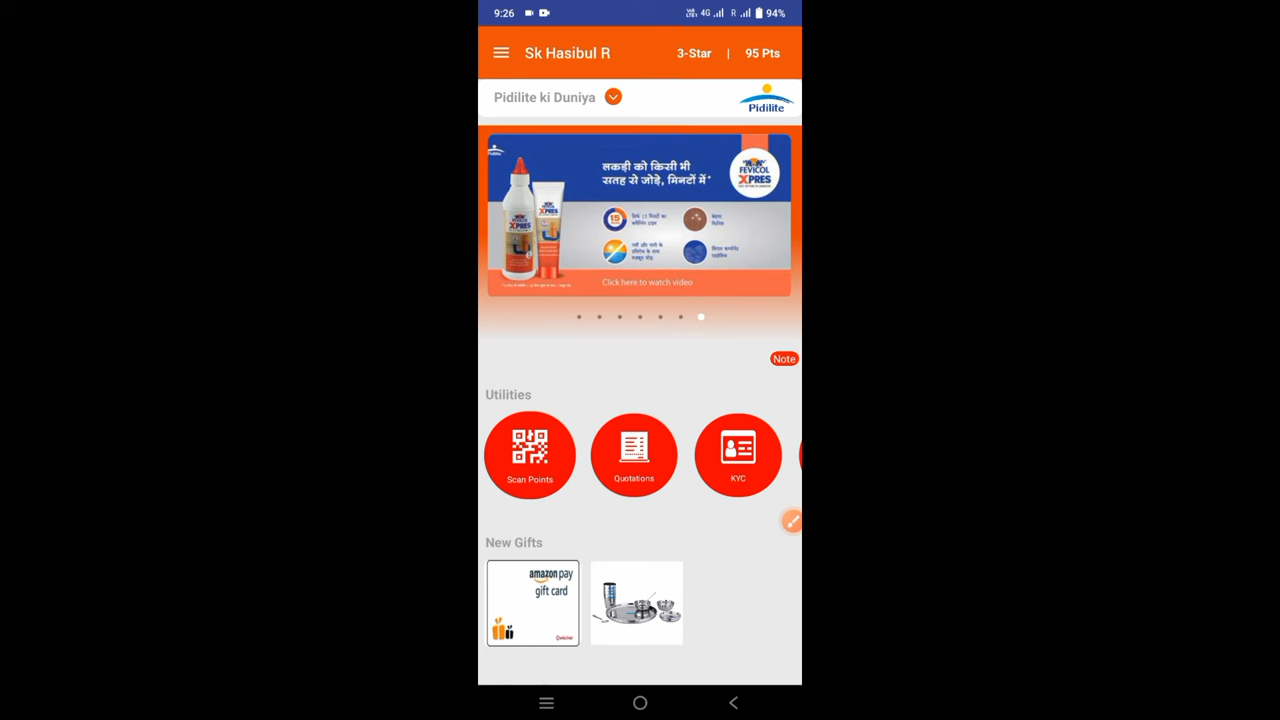 9:26
4G
R
94%
Sk Hasibul R
3-Star | 95 Pts
Pidilite ki Duniya
Pidilite
लकड़ी को किसी भी
सतह से जोड़े, मिनटों में*
FEVICOL
XPRES
15
Click here to watch video
Note
Utilities
Scan Points
Quotations
KYC
New Gifts
amazon pay
gift card